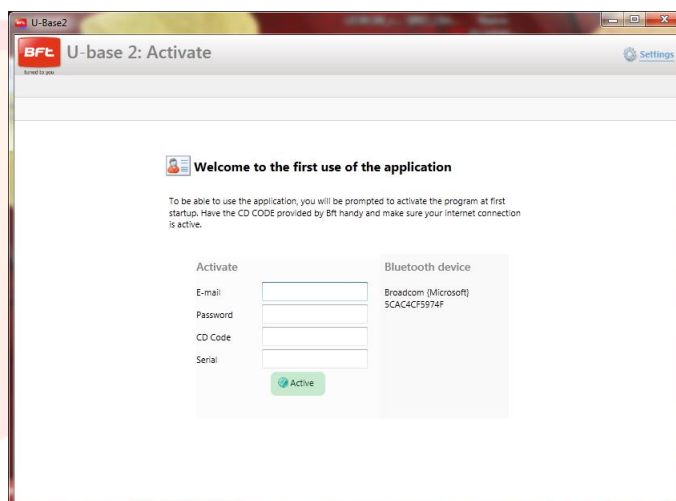 U-Base2
BFt
U-base 2: Activate
Settings
tuned to you
Welcome to the first use of the application
To be able to use the application, you will be prompted to activate the program at first
startup. Have the CD CODE provided by Bft handy and make sure your internet connection
is active.
Activate
Bluetooth device
E-mail
Broadcom (Microsoft)
5CAC4CF5974F
Password
CD Code
Serial
Active